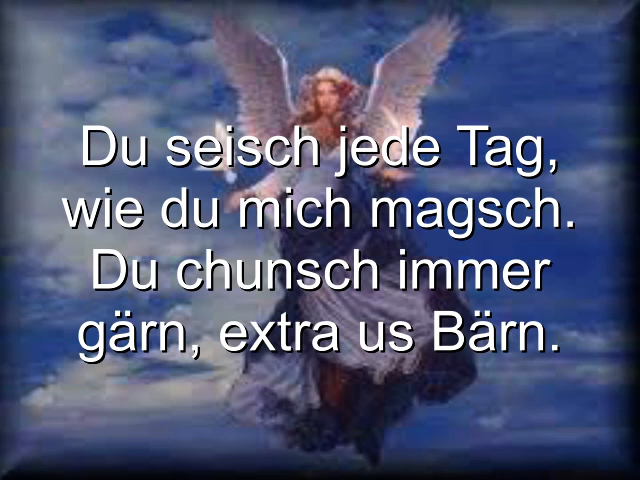 Du seisch jede Tag,
wie du mich magsch.
Du chunsch immer
gärn, extra us Bärn.